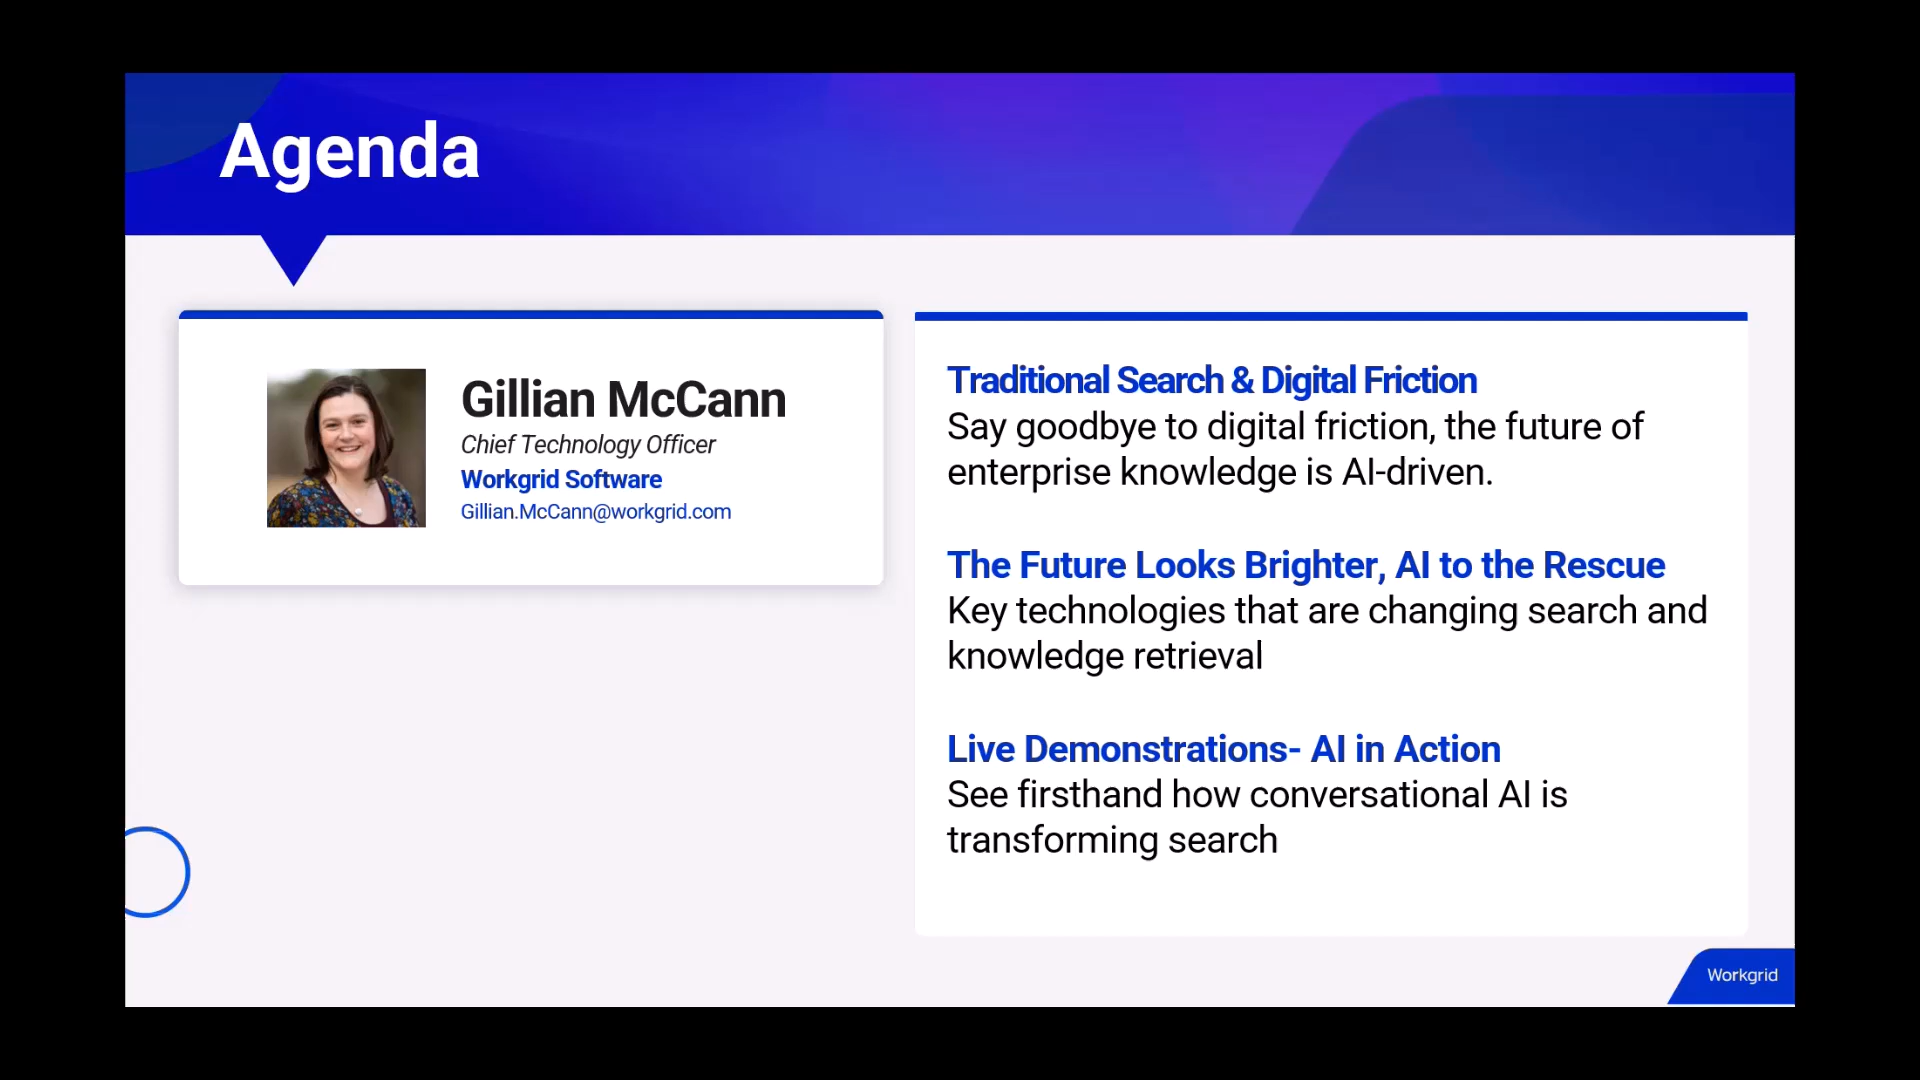 Agenda
Gillian McCann
Chief Technology Officer
Workgrid Software
Gillian.McCann@workgrid.com
Traditional Search & Digital Friction
Say goodbye to digital friction, the future of
enterprise knowledge is AI-driven.
The Future Looks Brighter, AI to the Rescue
Key technologies that are changing search and
knowledge retrieval
Live Demonstrations- AI in Action
See firsthand how conversational AI is
transforming search
Workgrid